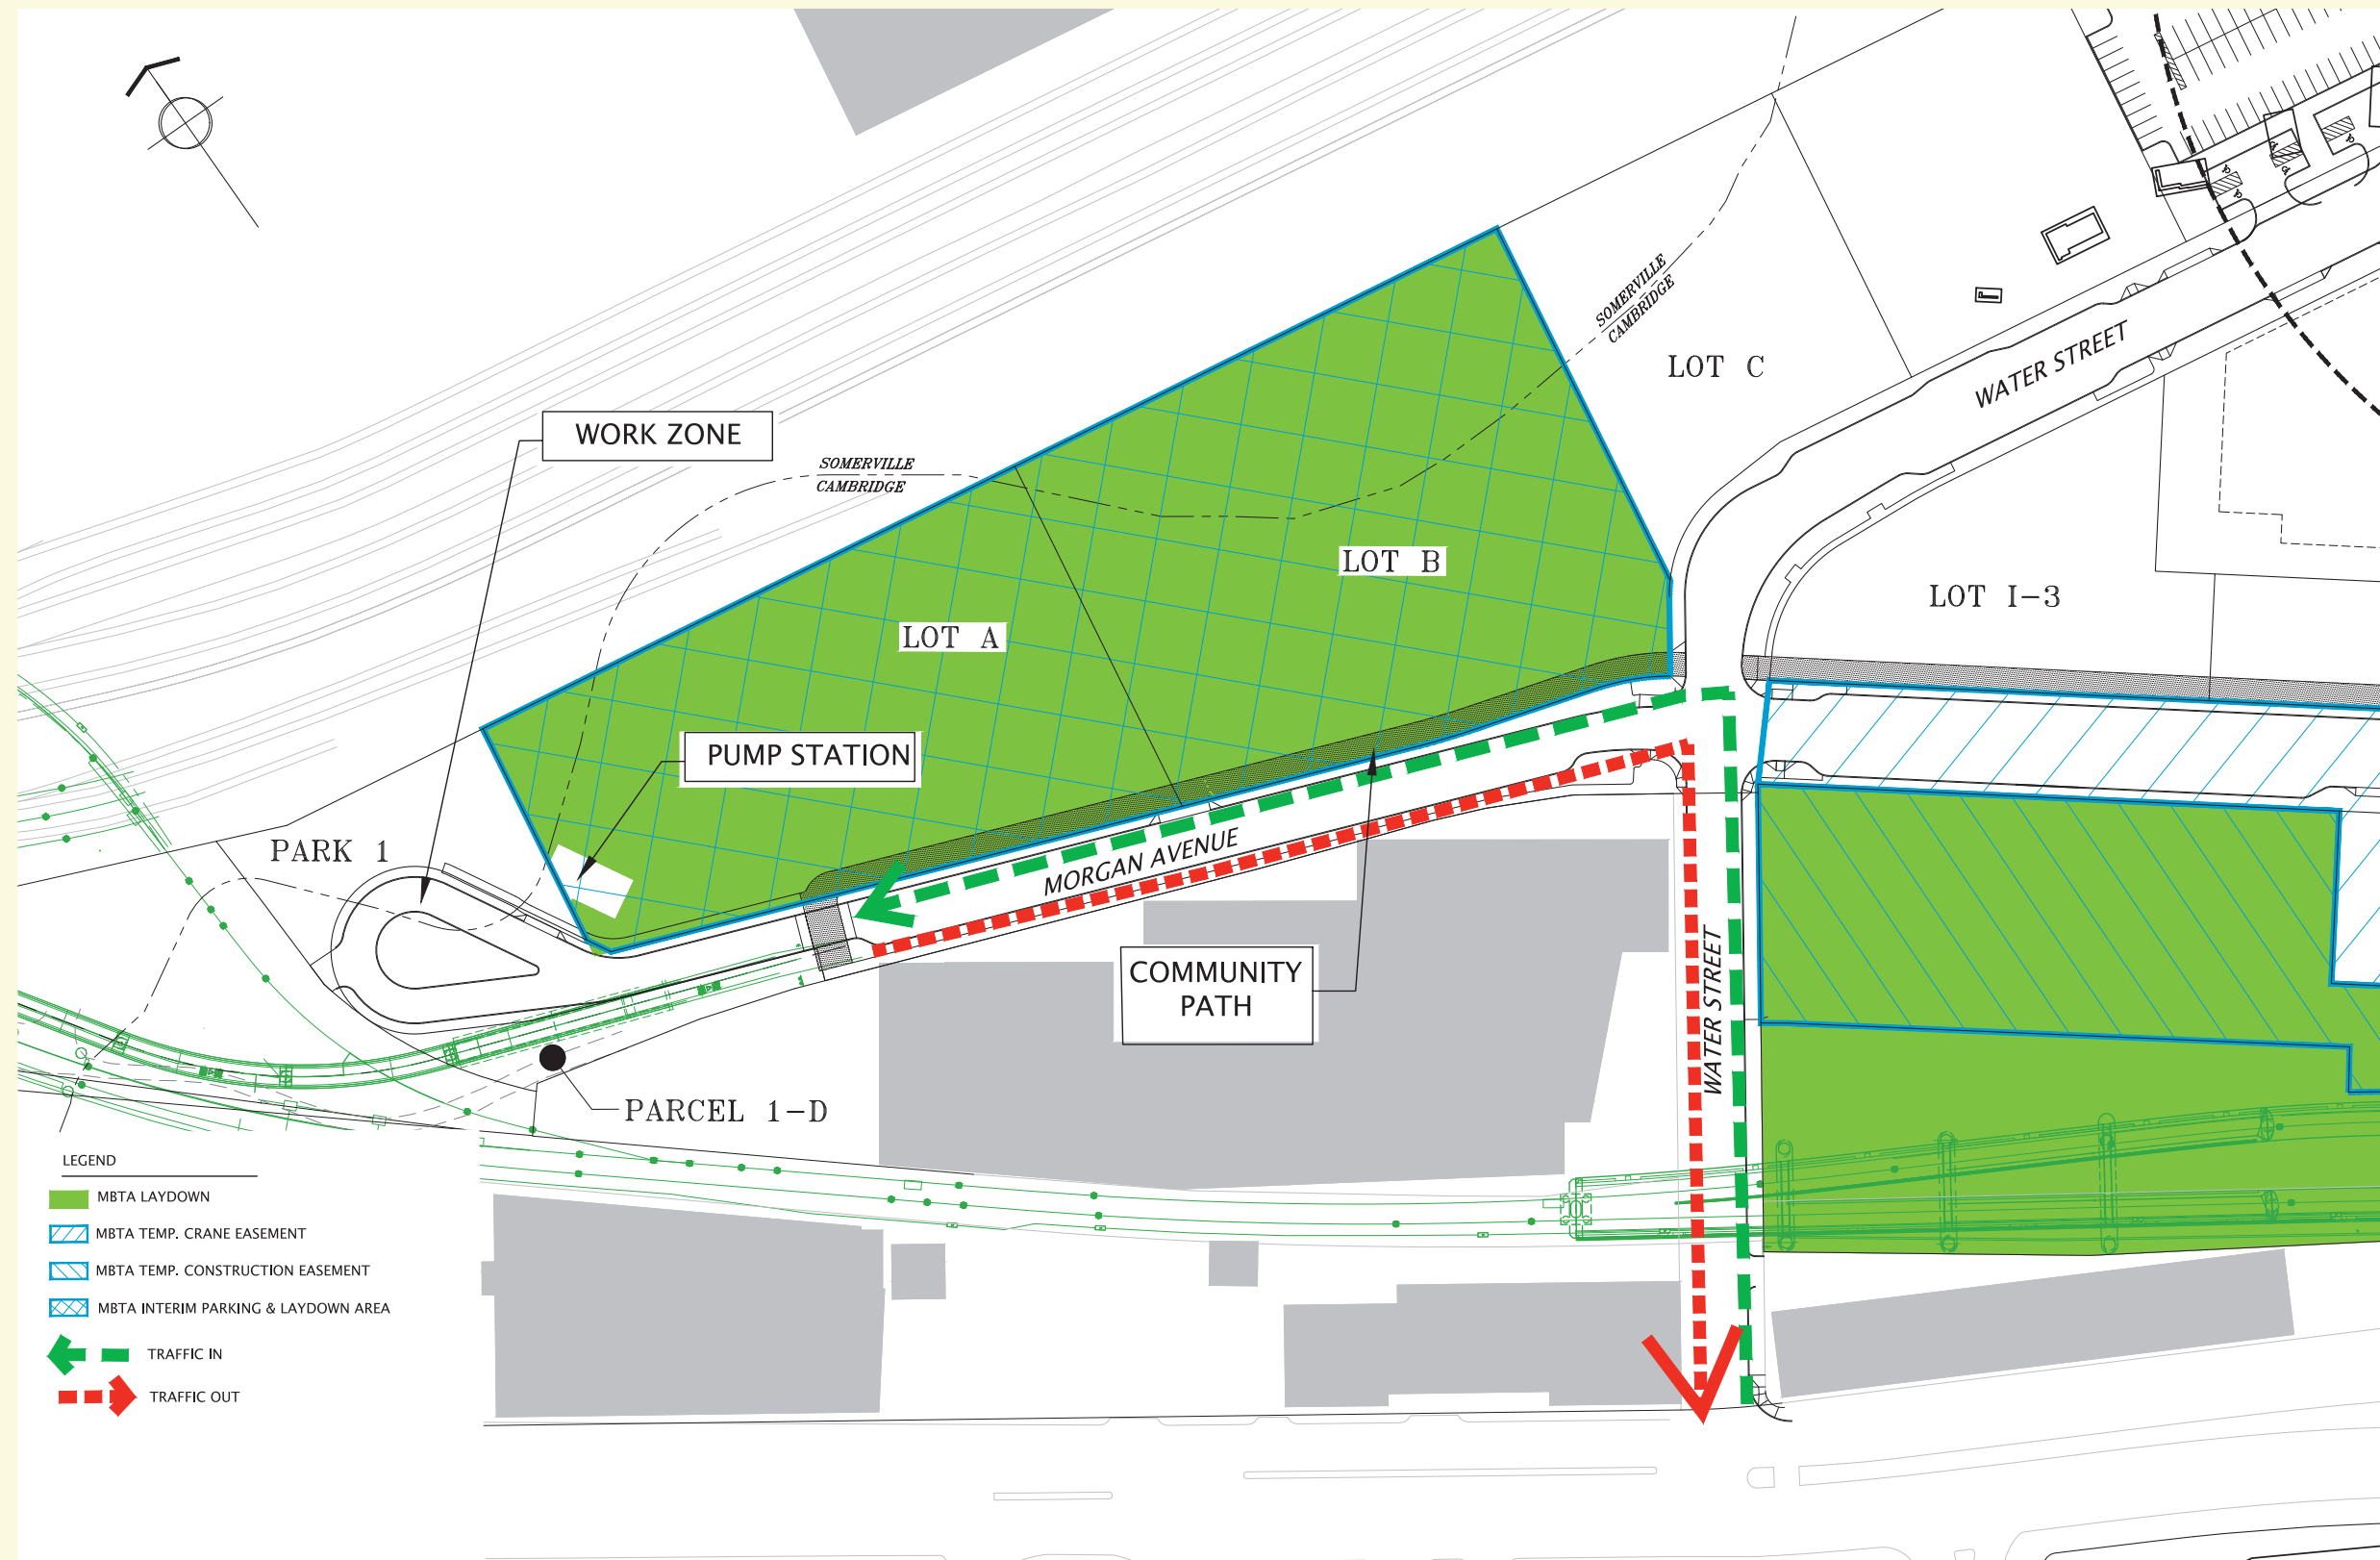 SOMERVILLE
CAMBRIDGE
LOT C
WATER STREET
WORK ZONE
SOMERVILLE
CAMBRIDGE
LOT B
LOT I-3
LOT A
PUMP STATION
PARK 1
MORGAN AVENUE
COMMUNITY
PATH
WATER STREET
PARCEL 1-D
LEGEND
MBTA LAYDOWN
MBTA TEMP. CRANE EASEMENT
MBTA TEMP. CONSTRUCTION EASEMENT
MBTA INTERIM PARKING & LAYDOWN AREA
TRAFFIC IN
TRAFFIC OUT